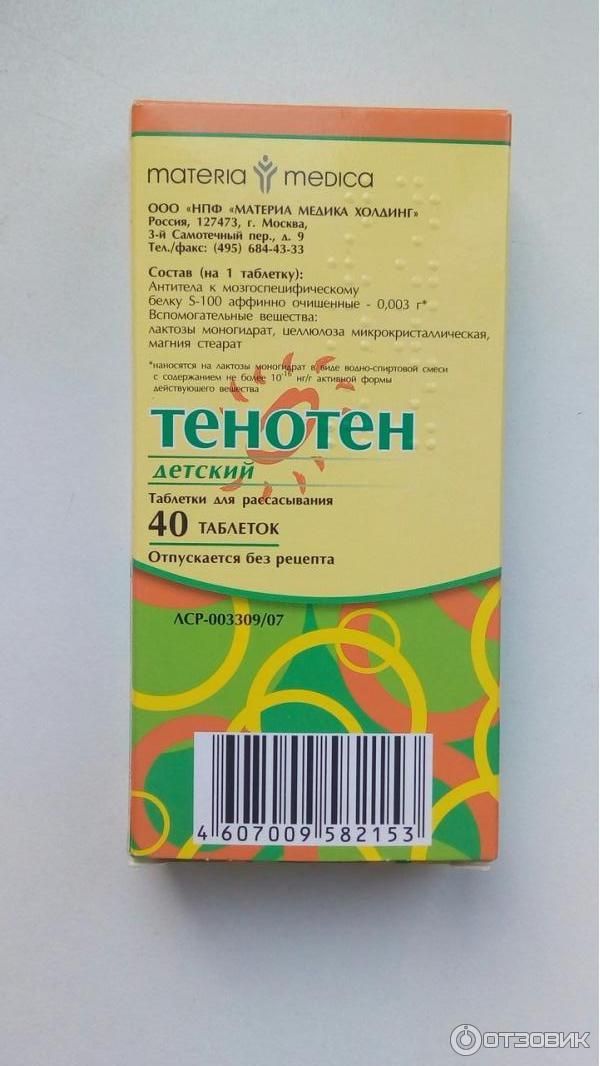 materia medica
ООО «НПФ «МАТЕРИА МЕДИКА ХОЛДИНГ»
Россия, 127473, г. Москва,
3-й Самотечный пер., д. 9
Тел./факс: (495) 684-43-33
Состав (на 1 таблетку):
Антитела к мозгоспецифическому
белку S-100 аффинно очищенные - 0,003 г*
Вспомогательные вещества:
лактозы моногидрат, целлюлоза микрокристаллическая,
магния стеарат
*наносятся на лактозы моногидрат в виде водно-спиртовой смеси
с содержанием не более 10⁻¹⁶ нг/г активной формы
действующего вещества
ТЕНОТЕН
детский
Таблетки для рассасывания
40 ТАБЛЕТОК
Отпускается без рецепта
ЛСР-003309/07
4 607009 582153
ОТЗОВИК